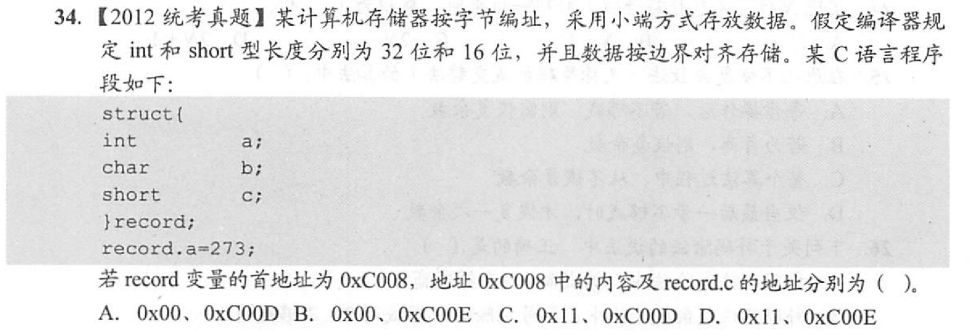 34. 【2012 统考真题】某计算机存储器按字节编址，采用小端方式存放数据。假定编译器规
定 int 和 short 型长度分别为 32 位和 16 位，并且数据按边界对齐存储。某 C 语言程序
段如下：
struct{
int a;
char b;
short c;
}record;
record.a=273;
若 record 变量的首地址为 0xC008，地址 0xC008 中的内容及 record.c 的地址分别为（ ）。
A. 0x00、0xC00D B. 0x00、0xC00E C. 0x11、0xC00D D. 0x11、0xC00E